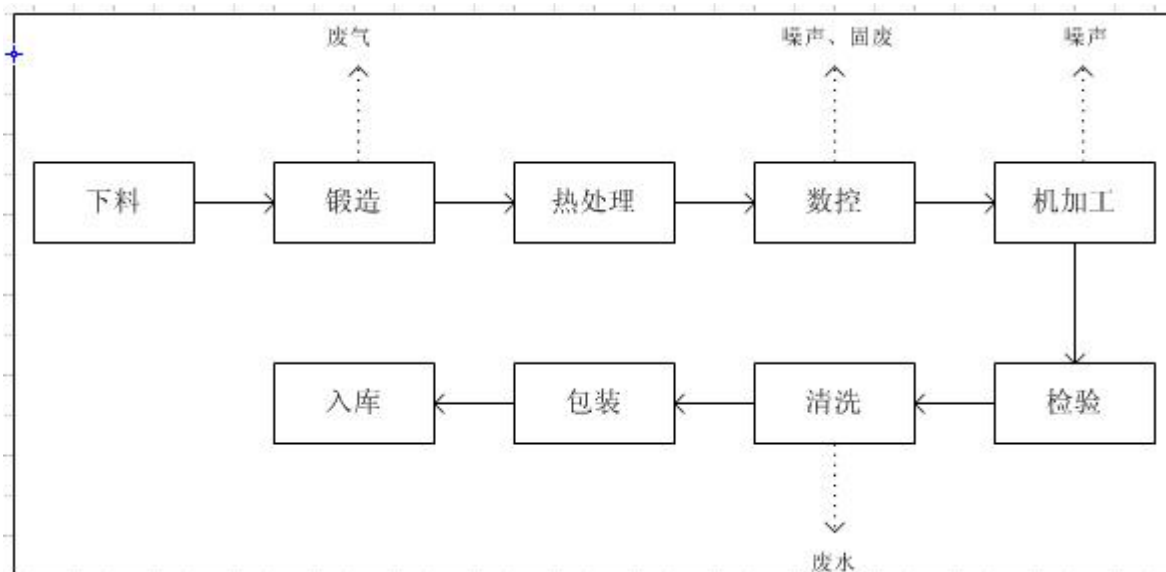 废气
噪声、固废
噪声
下料
锻造
热处理
数控
机加工
入库
包装
清洗
检验
废水